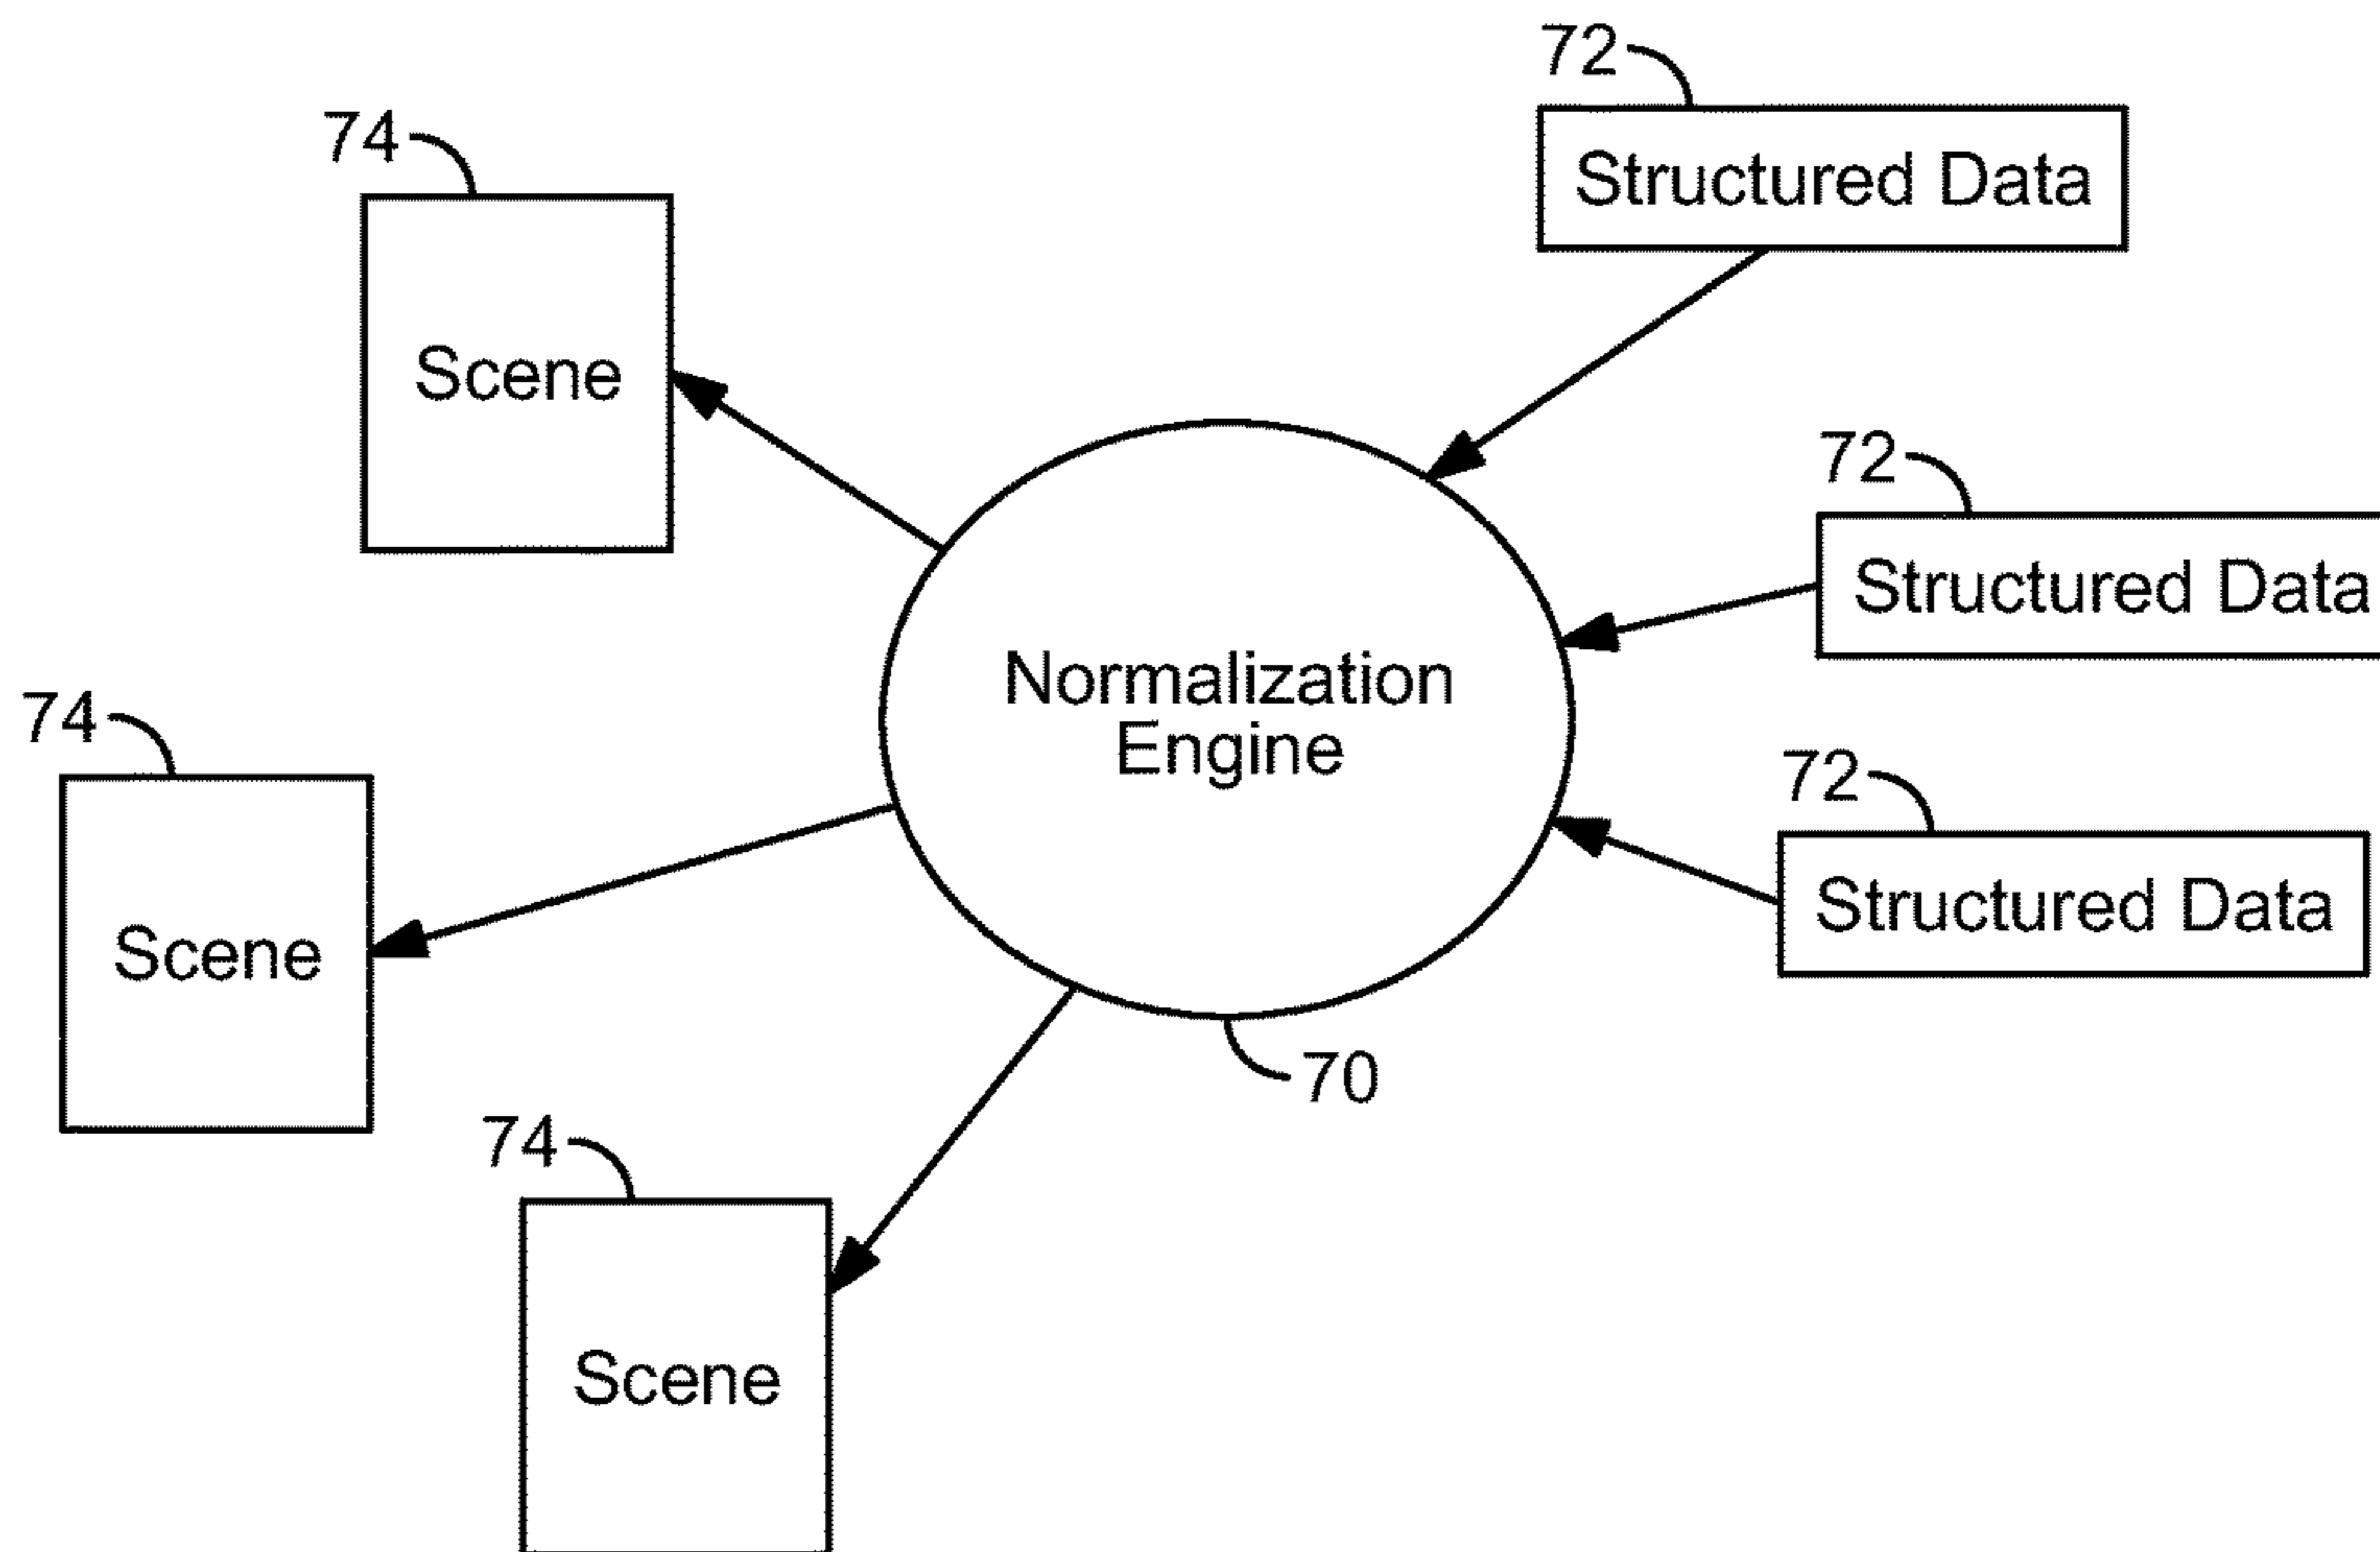 72
Structured Data
74
Scene
72
Structured Data
Normalization
Engine
74
72
Structured Data
Scene
70
74
Scene